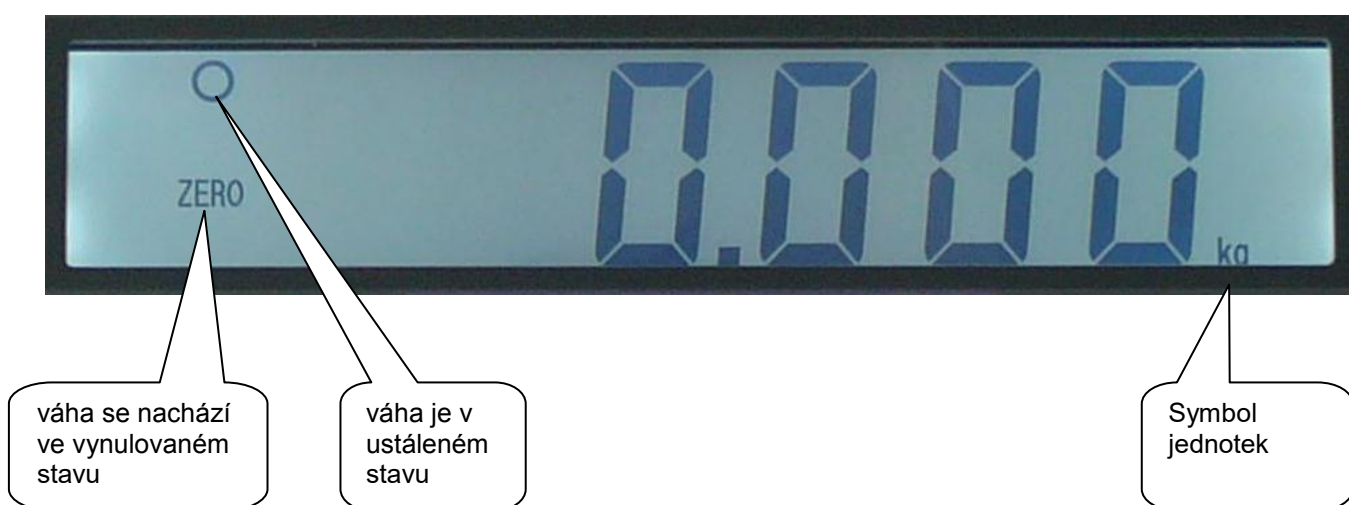 ZERO
0.000 kg
váha se nachází
ve vynulovaném
stavu
váha je v
ustáleném
stavu
Symbol
jednotek